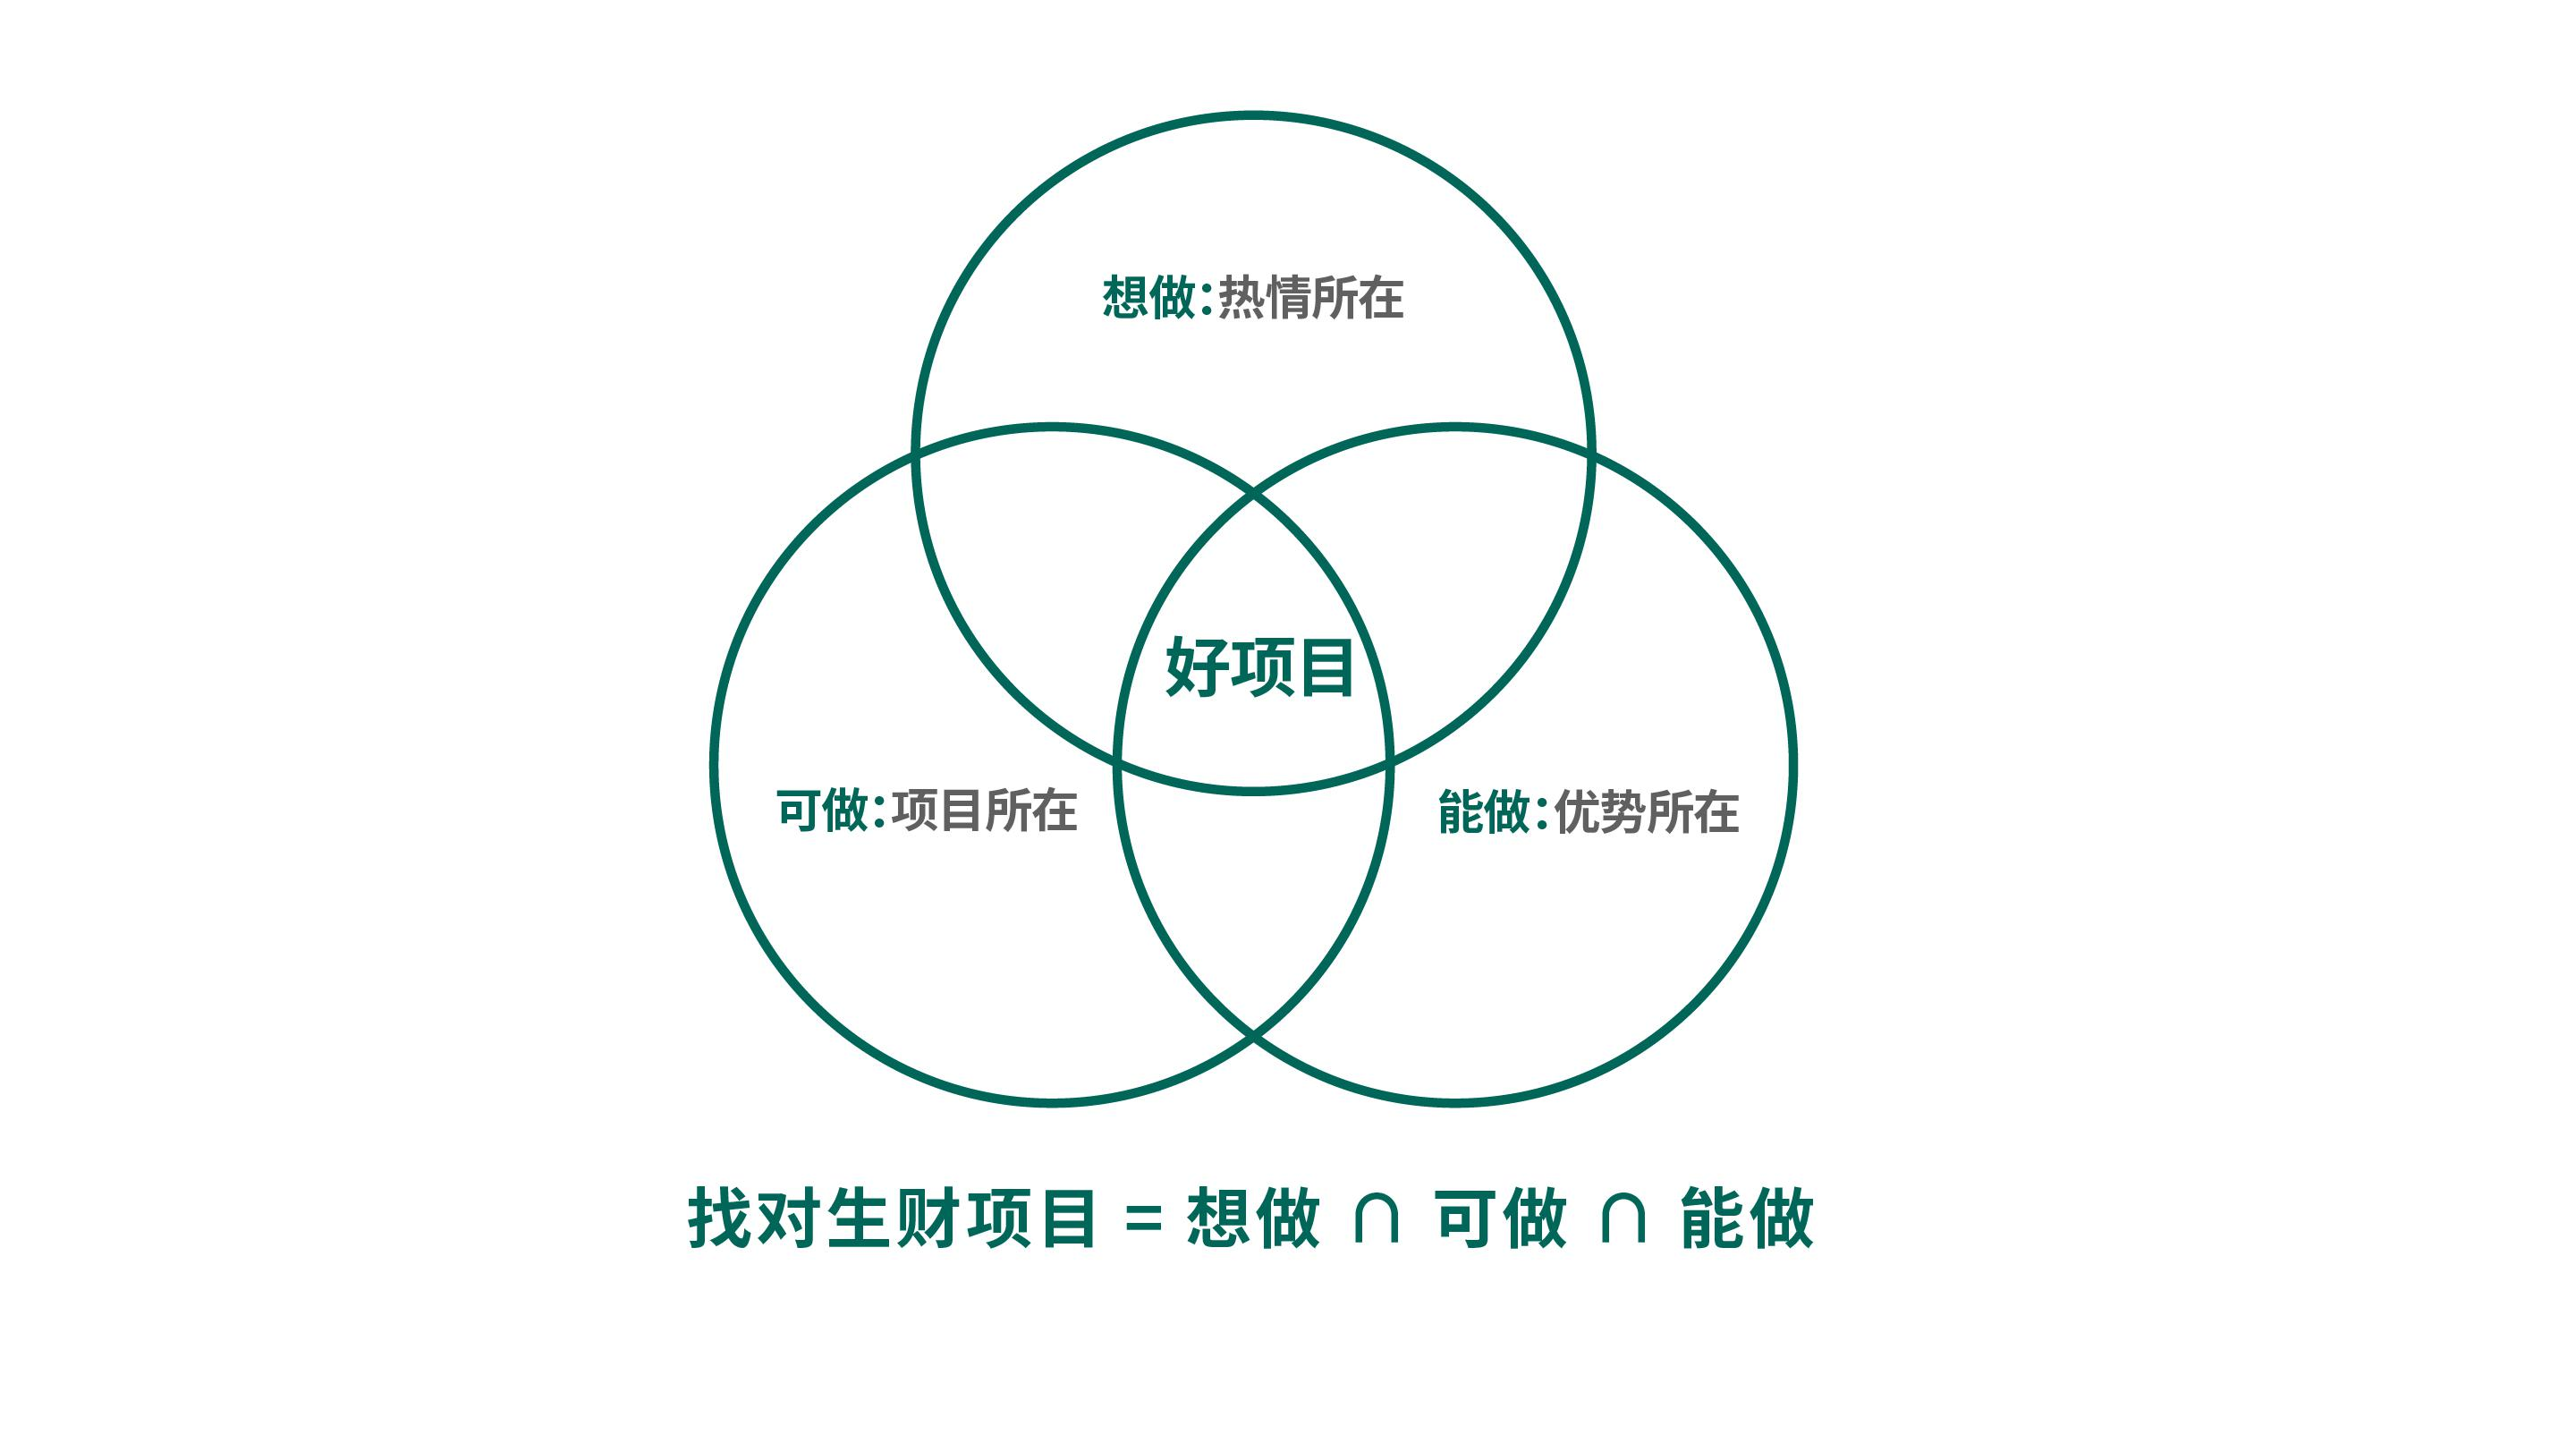 想做:热情所在
好项目
可做:项目所在
能做:优势所在
找对生财项目 = 想做 ∩ 可做 ∩ 能做